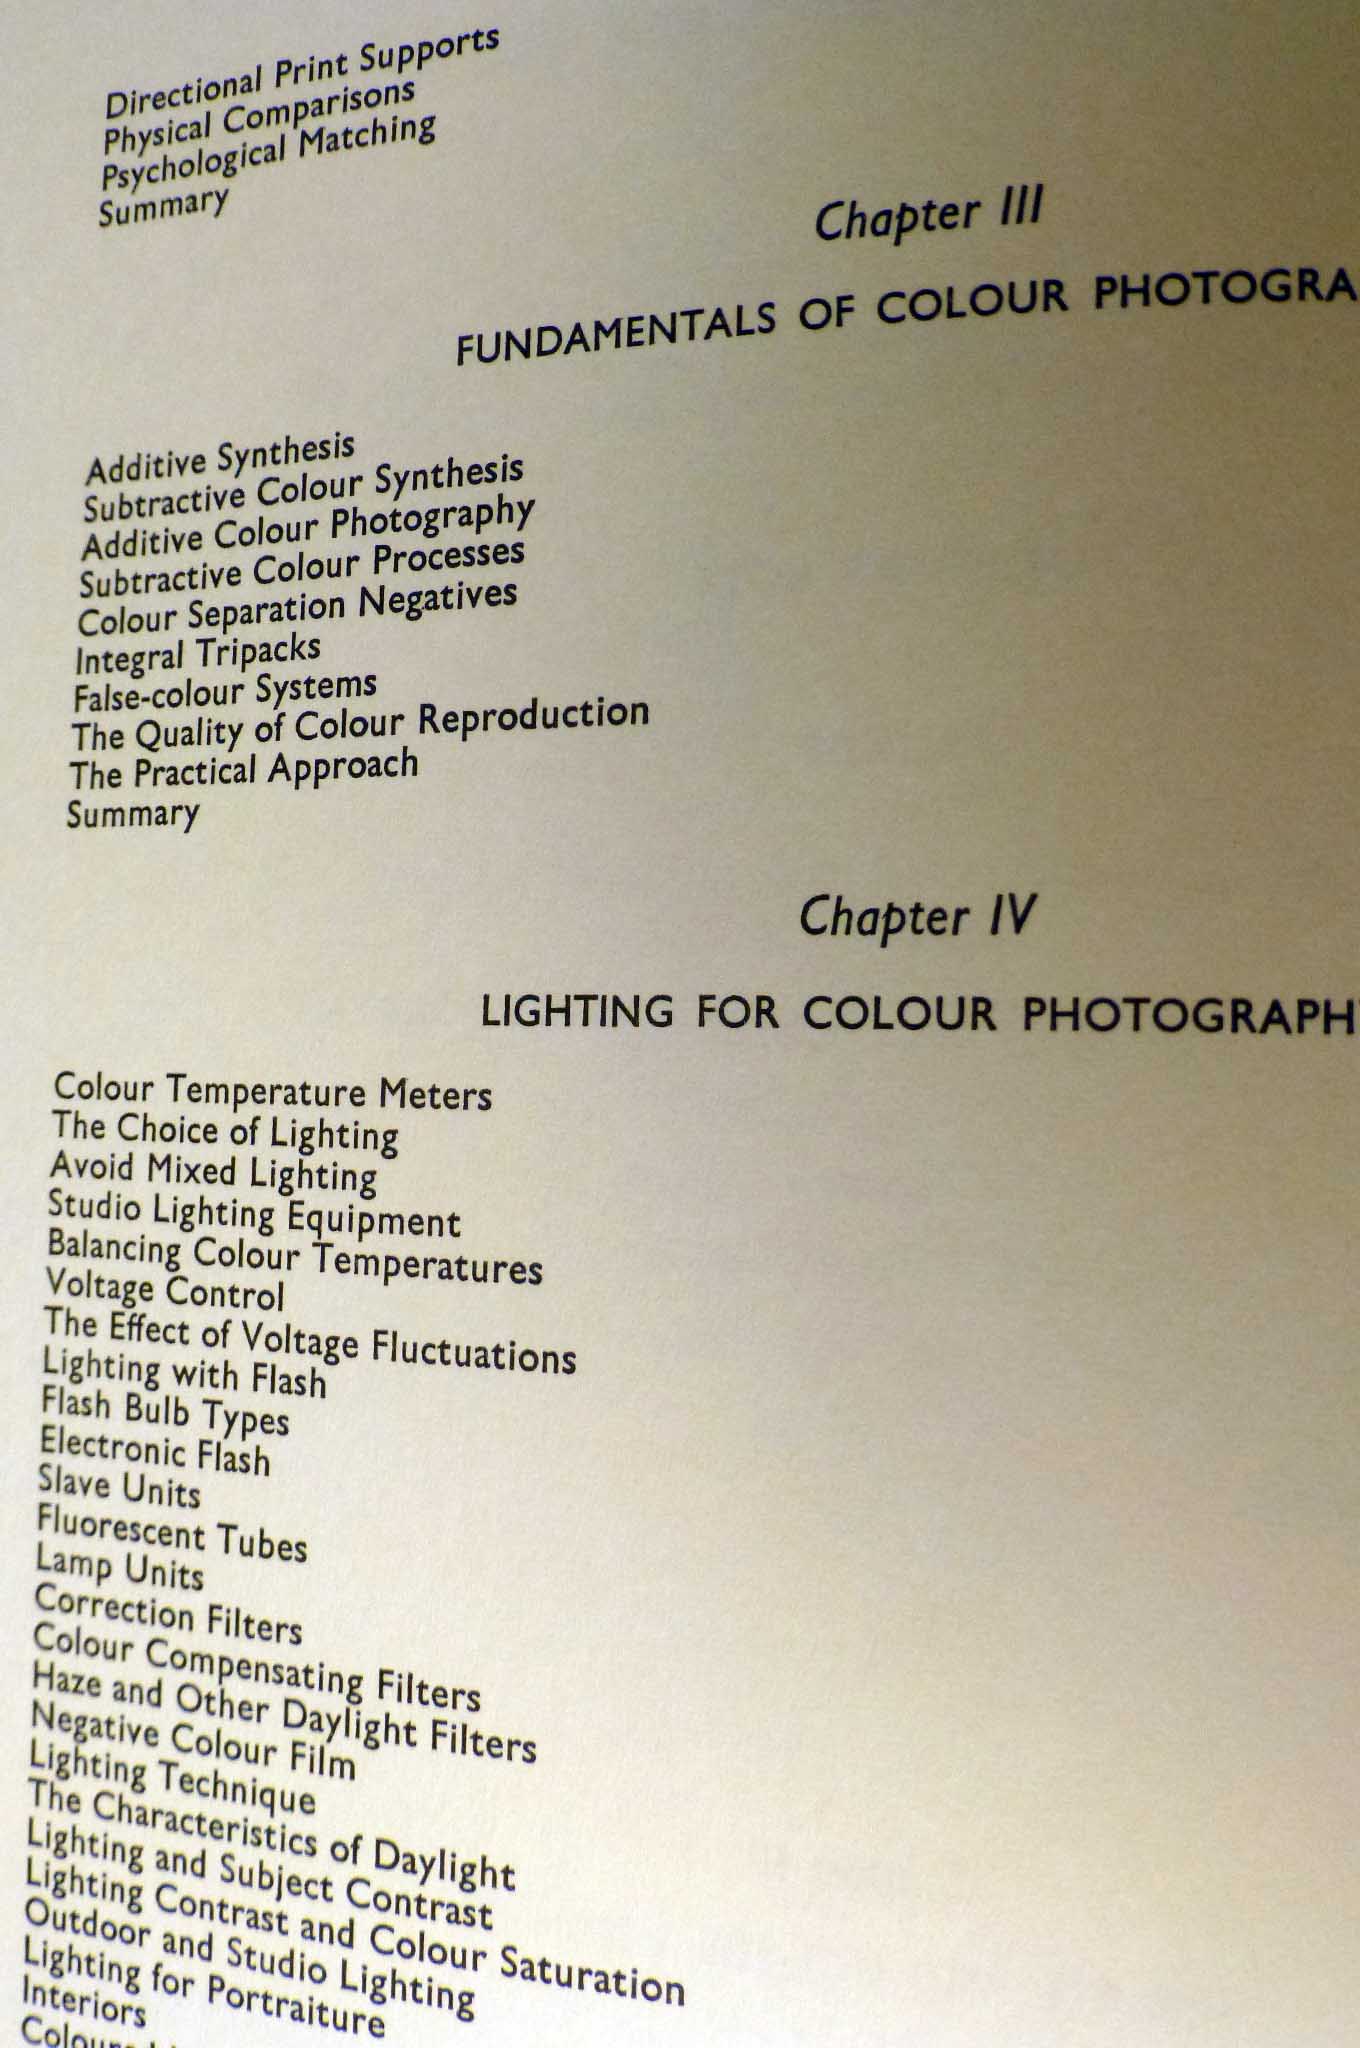 Directional Print Supports
Physical Comparisons
Psychological Matching
Summary
Chapter III
FUNDAMENTALS OF COLOUR PHOTOGRA
Additive Synthesis
Subtractive Colour Synthesis
Additive Colour Photography
Subtractive Colour Processes
Colour Separation Negatives
Integral Tripacks
False-colour Systems
The Quality of Colour Reproduction
The Practical Approach
Summary
Chapter IV
LIGHTING FOR COLOUR PHOTOGRAPH
Colour Temperature Meters
The Choice of Lighting
Avoid Mixed Lighting
Studio Lighting Equipment
Balancing Colour Temperatures
Voltage Control
The Effect of Voltage Fluctuations
Lighting with Flash
Flash Bulb Types
Electronic Flash
Slave Units
Fluorescent Tubes
Lamp Units
Correction Filters
Colour Compensating Filters
Haze and Other Daylight Filters
Negative Colour Film
Lighting Technique
The Characteristics of Daylight
Lighting and Subject Contrast
Lighting Contrast and Colour Saturation
Outdoor and Studio Lighting
Lighting for Portraiture
Interiors